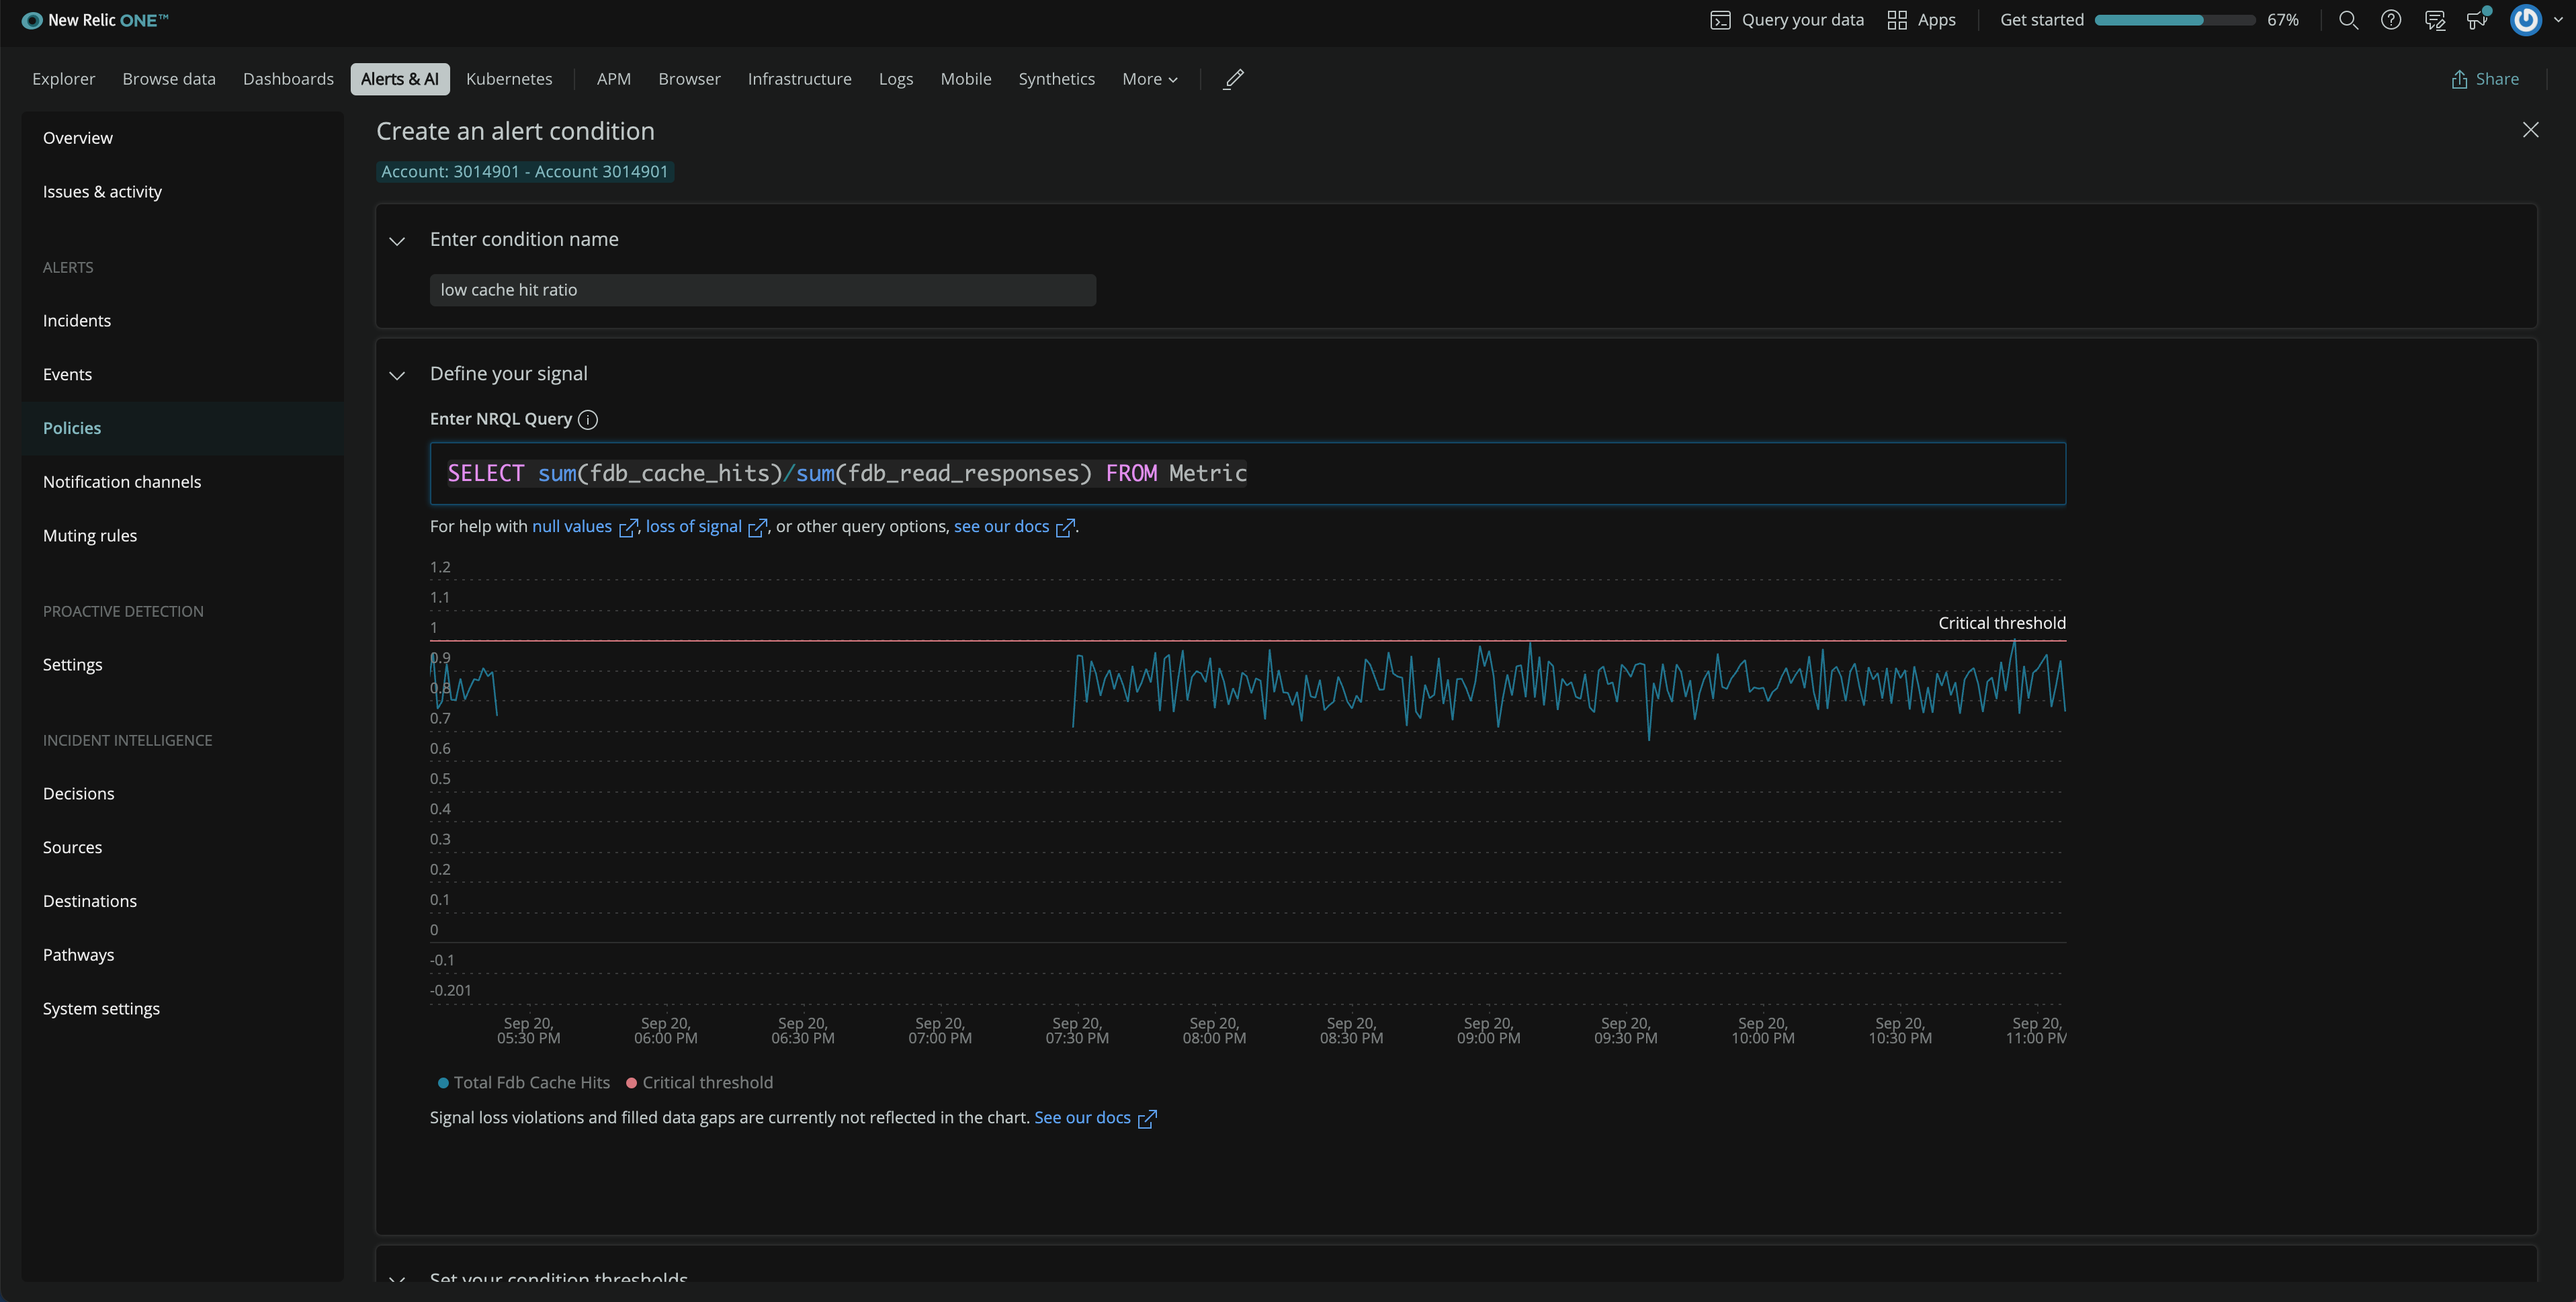 New Relic ONE™
Query your data
Apps
Get started
67%
Explorer
Browse data
Dashboards
Alerts & AI
Kubernetes
APM
Browser
Infrastructure
Logs
Mobile
Synthetics
More
Share
Overview
Issues & activity
ALERTS
Incidents
Events
Policies
Notification channels
Muting rules
PROACTIVE DETECTION
Settings
INCIDENT INTELLIGENCE
Decisions
Sources
Destinations
Pathways
System settings
Create an alert condition
Account: 3014901 - Account 3014901
Enter condition name
low cache hit ratio
Define your signal
Enter NRQL Query
SELECT sum(fdb_cache_hits)/sum(fdb_read_responses) FROM Metric
For help with null values , loss of signal , or other query options, see our docs .
1.2
1.1
1
Critical threshold
0.9
0.8
0.7
0.6
0.5
0.4
0.3
0.2
0.1
0
-0.1
-0.201
Sep 20, 05:30 PM
Sep 20, 06:00 PM
Sep 20, 06:30 PM
Sep 20, 07:00 PM
Sep 20, 07:30 PM
Sep 20, 08:00 PM
Sep 20, 08:30 PM
Sep 20, 09:00 PM
Sep 20, 09:30 PM
Sep 20, 10:00 PM
Sep 20, 10:30 PM
Sep 20, 11:00 PM
Total Fdb Cache Hits
Critical threshold
Signal loss violations and filled data gaps are currently not reflected in the chart. See our docs
Set your condition thresholds